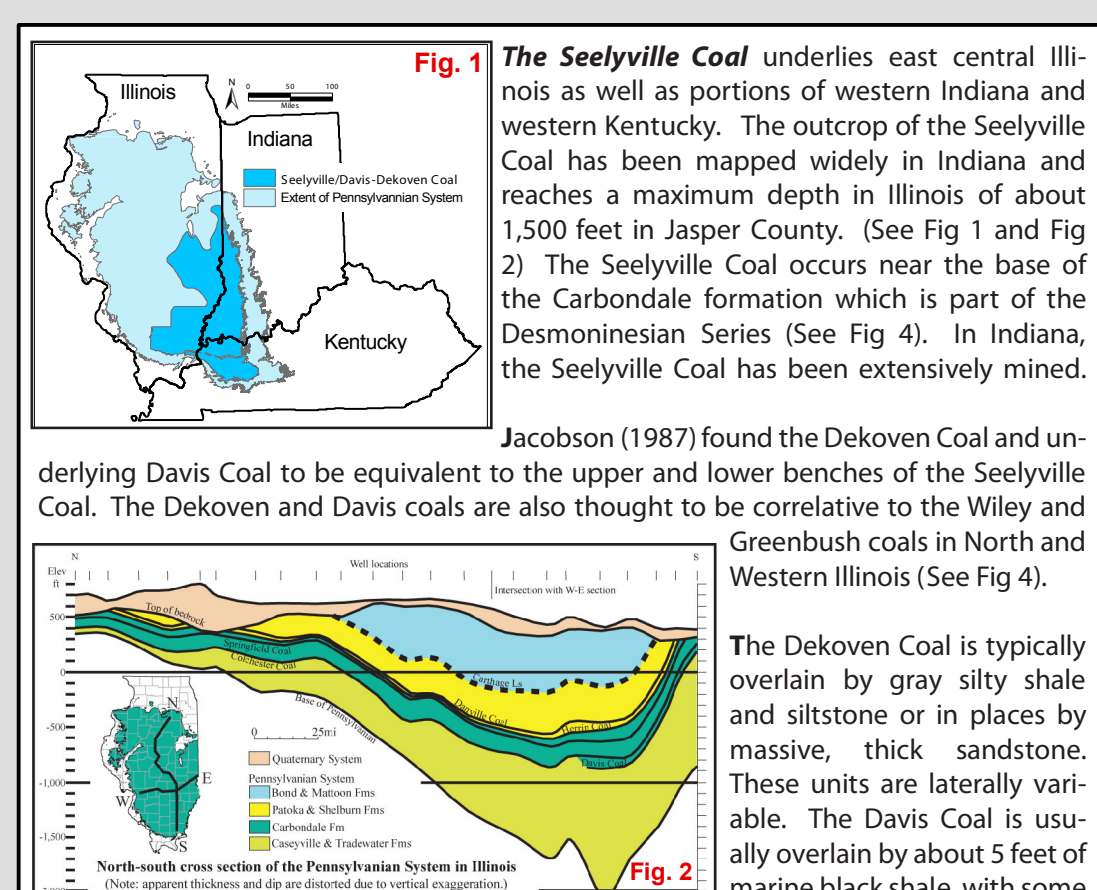 Fig. 1
N
0 50 100
Miles
Illinois
Indiana
Seelyville/Davis-Dekoven Coal
Extent of Pennsylvannian System
Kentucky
The Seelyville Coal underlies east central Illi-
nois as well as portions of western Indiana and
western Kentucky. The outcrop of the Seelyville
Coal has been mapped widely in Indiana and
reaches a maximum depth in Illinois of about
1,500 feet in Jasper County. (See Fig 1 and Fig
2) The Seelyville Coal occurs near the base of
the Carbondale formation which is part of the
Desmoninesian Series (See Fig 4). In Indiana,
the Seelyville Coal has been extensively mined.
Jacobson (1987) found the Dekoven Coal and un-
derlying Davis Coal to be equivalent to the upper and lower benches of the Seelyville
Coal. The Dekoven and Davis coals are also thought to be correlative to the Wiley and
Greenbush coals in North and
Western Illinois (See Fig 4).
The Dekoven Coal is typically
overlain by gray silty shale
and siltstone or in places by
massive, thick sandstone.
These units are laterally vari-
able. The Davis Coal is usu-
ally overlain by about 5 feet of
marine black shale, with some
N
S
Elev
ft
Well locations
Intersection with W-E section
500
0
-500
-1,000
-1,500
Top of bedrock
Springfield Coal
Colchester Coal
Base of Pennsylvanian
Carthage Ls
Danville Coal
Herrin Coal
Davis Coal
N
E
W
S
0 25mi
Quaternary System
Pennsylvanian System
Bond & Mattoon Fms
Patoka & Shelburn Fms
Carbondale Fm
Caseyville & Tradewater Fms
North-south cross section of the Pennsylvanian System in Illinois
(Note: apparent thickness and dip are distorted due to vertical exaggeration.)
Fig. 2